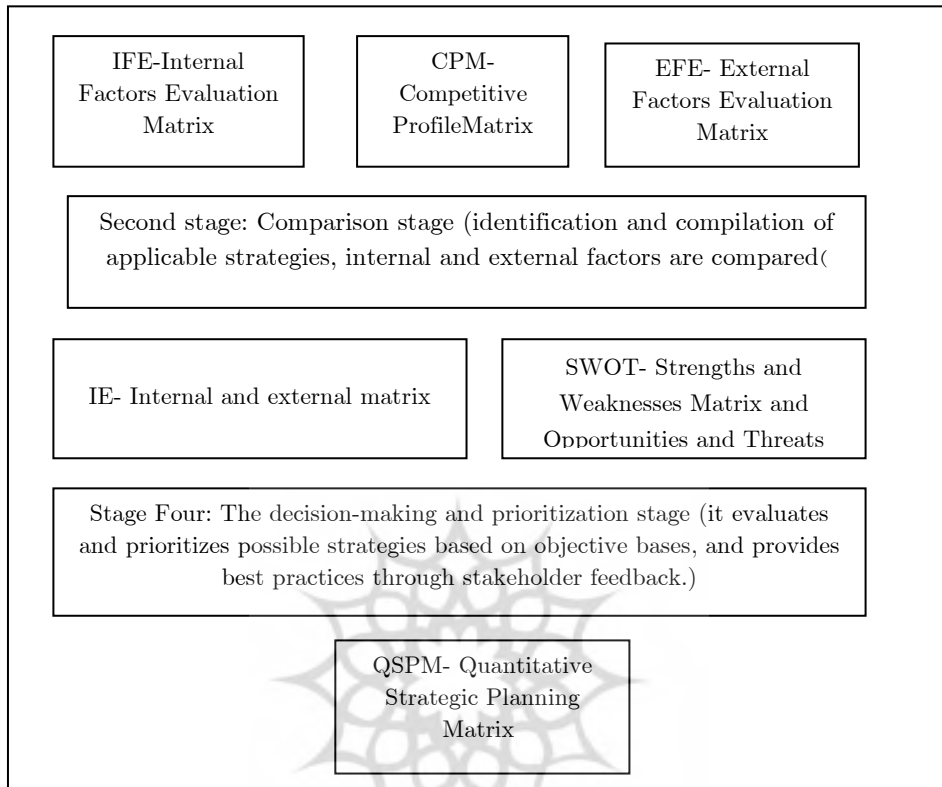 IFE-Internal
Factors Evaluation
Matrix
CPM-
Competitive
ProfileMatrix
EFE- External
Factors Evaluation
Matrix
Second stage: Comparison stage (identification and compilation of
applicable strategies, internal and external factors are compared(
IE- Internal and external matrix
SWOT- Strengths and
Weaknesses Matrix and
Opportunities and Threats
Stage Four: The decision-making and prioritization stage (it evaluates
and prioritizes possible strategies based on objective bases, and provides
best practices through stakeholder feedback.)
QSPM- Quantitative
Strategic Planning
Matrix